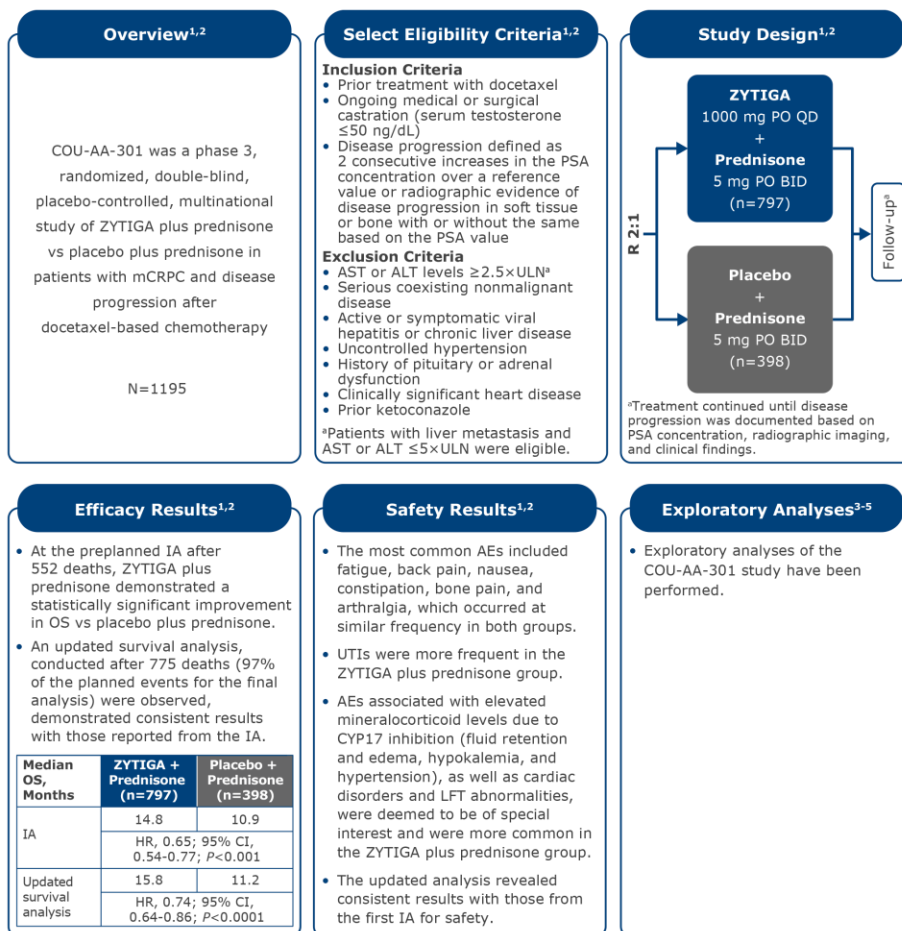 Overview1,2
COU-AA-301 was a phase 3,
randomized, double-blind,
placebo-controlled, multinational
study of ZYTIGA plus prednisone
vs placebo plus prednisone in
patients with mCRPC and disease
progression after
docetaxel-based chemotherapy
N=1195
Select Eligibility Criteria1,2
Inclusion Criteria
• Prior treatment with docetaxel
• Ongoing medical or surgical
castration (serum testosterone
≤50 ng/dL)
• Disease progression defined as
2 consecutive increases in the PSA
concentration over a reference
value or radiographic evidence of
disease progression in soft tissue
or bone with or without the same
based on the PSA value
Exclusion Criteria
• AST or ALT levels ≥2.5×ULNa
• Serious coexisting nonmalignant
disease
• Active or symptomatic viral
hepatitis or chronic liver disease
• Uncontrolled hypertension
• History of pituitary or adrenal
dysfunction
• Clinically significant heart disease
• Prior ketoconazole
aPatients with liver metastasis and
AST or ALT ≤5×ULN were eligible.
Study Design1,2
R 2:1
ZYTIGA
1000 mg PO QD
+
Prednisone
5 mg PO BID
(n=797)
Placebo
+
Prednisone
5 mg PO BID
(n=398)
Follow-upa
aTreatment continued until disease
progression was documented based on
PSA concentration, radiographic imaging,
and clinical findings.
Efficacy Results1,2
• At the preplanned IA after
552 deaths, ZYTIGA plus
prednisone demonstrated a
statistically significant improvement
in OS vs placebo plus prednisone.
• An updated survival analysis,
conducted after 775 deaths (97%
of the planned events for the final
analysis) were observed,
demonstrated consistent results
with those reported from the IA.
Median
OS,
Months
ZYTIGA +
Prednisone
(n=797)
Placebo +
Prednisone
(n=398)
IA
14.8
10.9
HR, 0.65; 95% CI,
0.54-0.77; P<0.001
Updated
survival
analysis
15.8
11.2
HR, 0.74; 95% CI,
0.64-0.86; P<0.0001
Safety Results1,2
• The most common AEs included
fatigue, back pain, nausea,
constipation, bone pain, and
arthralgia, which occurred at
similar frequency in both groups.
• UTIs were more frequent in the
ZYTIGA plus prednisone group.
• AEs associated with elevated
mineralocorticoid levels due to
CYP17 inhibition (fluid retention
and edema, hypokalemia, and
hypertension), as well as cardiac
disorders and LFT abnormalities,
were deemed to be of special
interest and were more common in
the ZYTIGA plus prednisone group.
• The updated analysis revealed
consistent results with those from
the first IA for safety.
Exploratory Analyses3-5
• Exploratory analyses of the
COU-AA-301 study have been
performed.